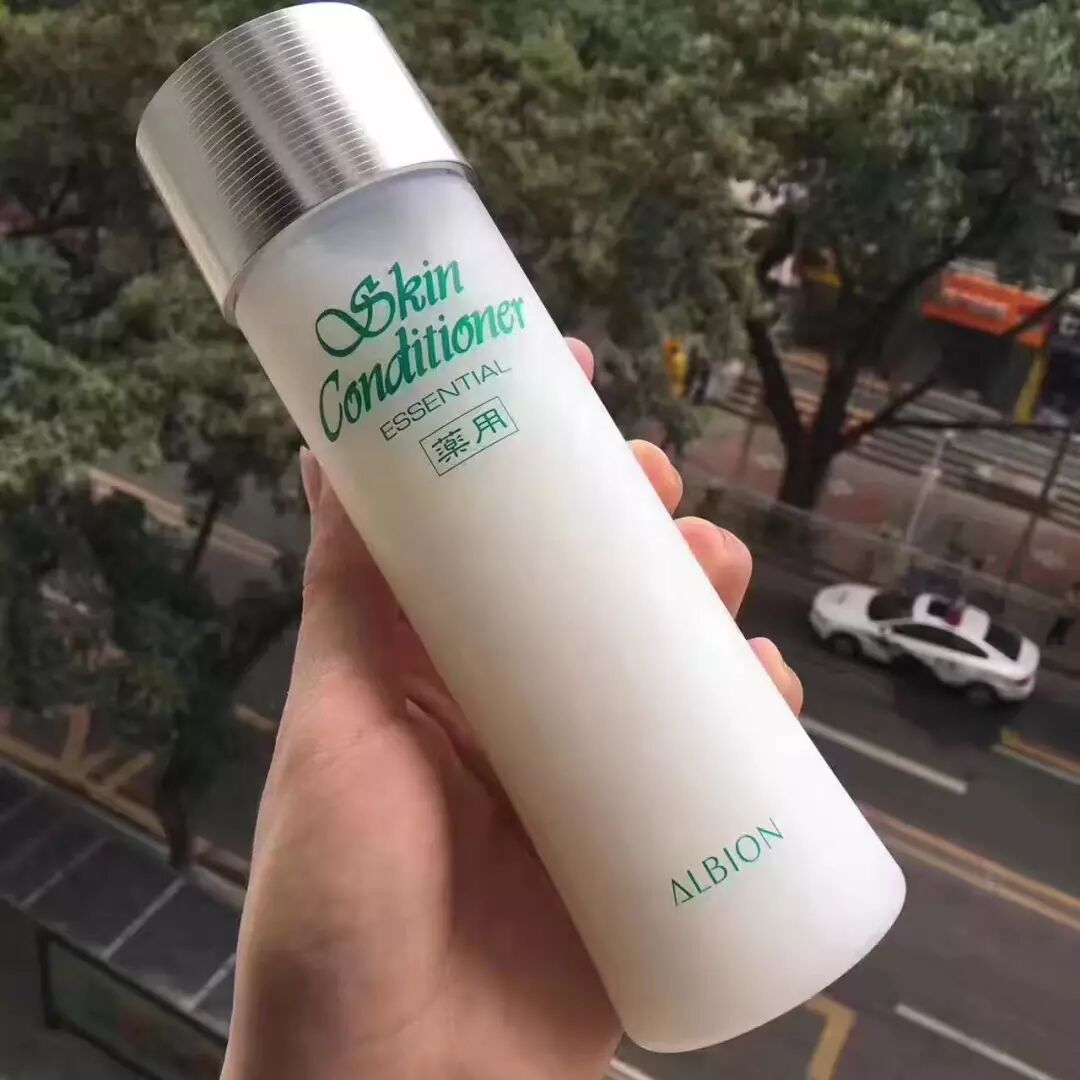 Skin
Conditioner
ESSENTIAL
薬用
ALBION